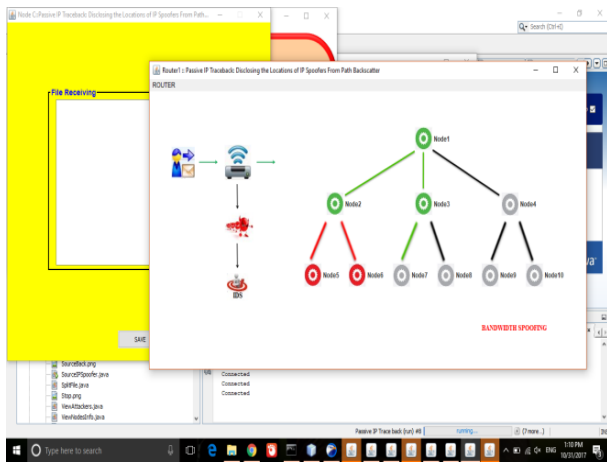 Node C:Passive IP Traceback: Disclosing the Locations of IP Spoofers From Path...
Search (Ctrl+I)
File Receiving
SAVE
Router1 :: Passive IP Traceback: Disclosing the Locations of IP Spoofers From Path Backscatter
ROUTER
Node1
Node2
Node3
Node4
Node5
Node6
Node7
Node8
Node9
Node10
IDS
BANDWIDTH SPOOFING
SourceBack.png
SourceIPSpoofer.java
SplitFile.java
Stop.png
ViewAttackers.java
ViewNodesInfo.java
Connected
Connected
Connected
Passive IP Trace back (run) #8
running...
(7 more...)
INS
Type here to search
ENG
1:10 PM
10/31/2017